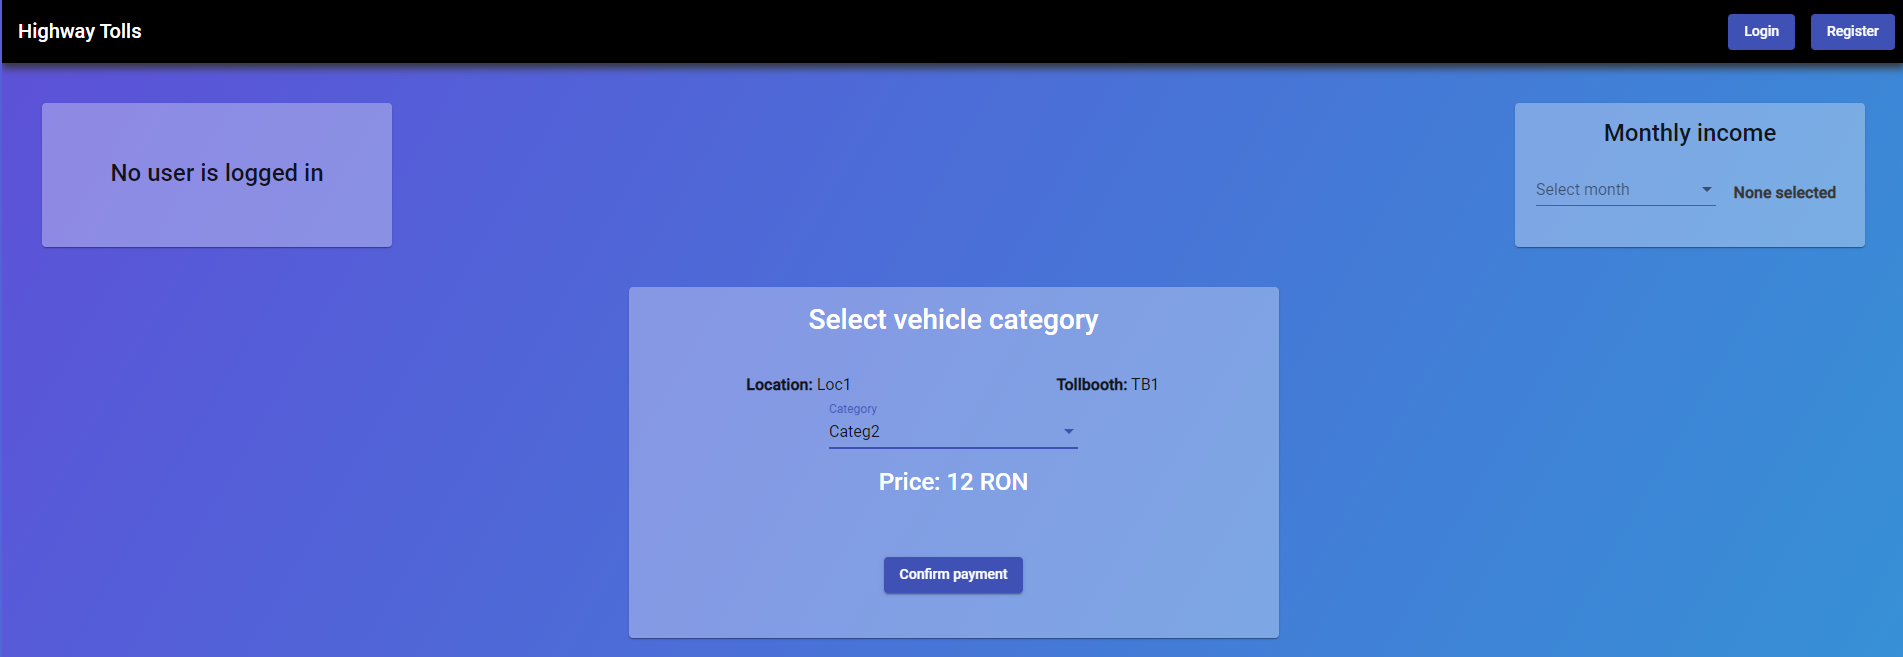 Highway Tolls
Login
Register
No user is logged in
Monthly income
Select month
None selected
Select vehicle category
Location: Loc1
Tollbooth: TB1
Category
Categ2
Price: 12 RON
Confirm payment